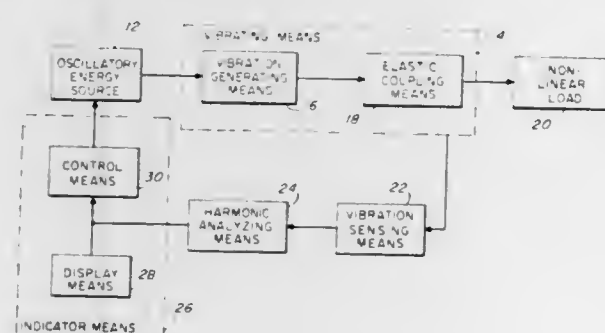 12
VIBRATING MEANS
4
OSCILLATORY
ENERGY
SOURCE
VIBRATION
GENERATING
MEANS
6
ELASTIC
COUPLING
MEANS
18
NON-
LINEAR
LOAD
20
CONTROL
MEANS
30
24
HARMONIC
ANALYZING
MEANS
22
VIBRATION
SENSING
MEANS
DISPLAY
MEANS
28
26
INDICATOR MEANS